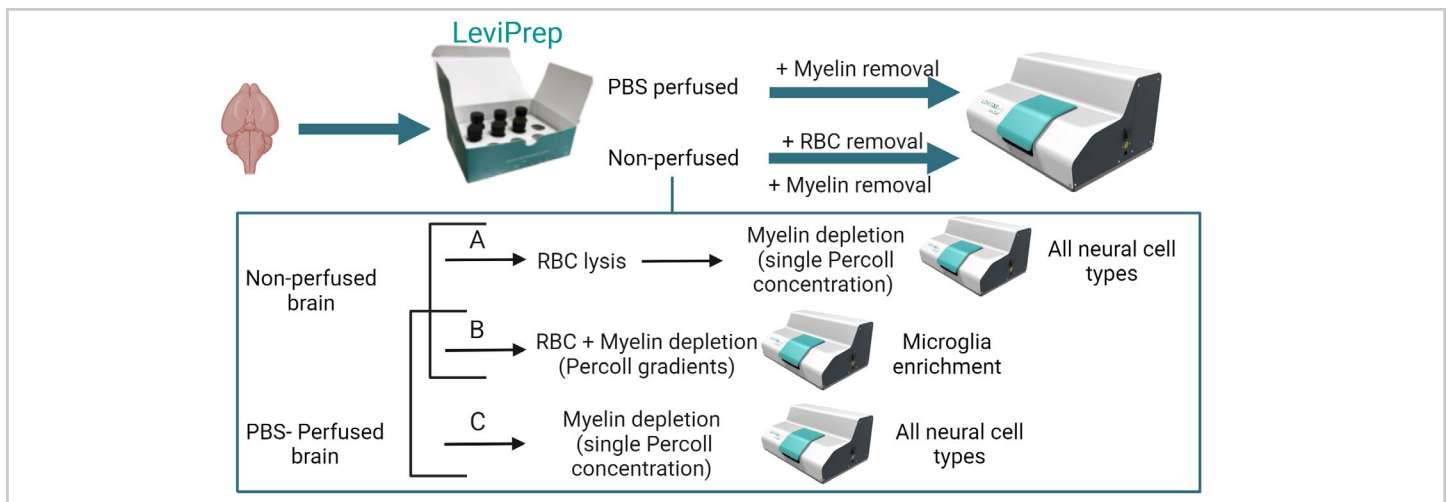 LeviPrep
PBS perfused
+ Myelin removal
Non-perfused
+ RBC removal
+ Myelin removal
Non-perfused
brain
A
RBC lysis
Myelin depletion
(single Percoll
concentration)
All neural cell
types
B
RBC + Myelin depletion
(Percoll gradients)
Microglia
enrichment
PBS- Perfused
brain
C
Myelin depletion
(single Percoll
concentration)
All neural cell
types